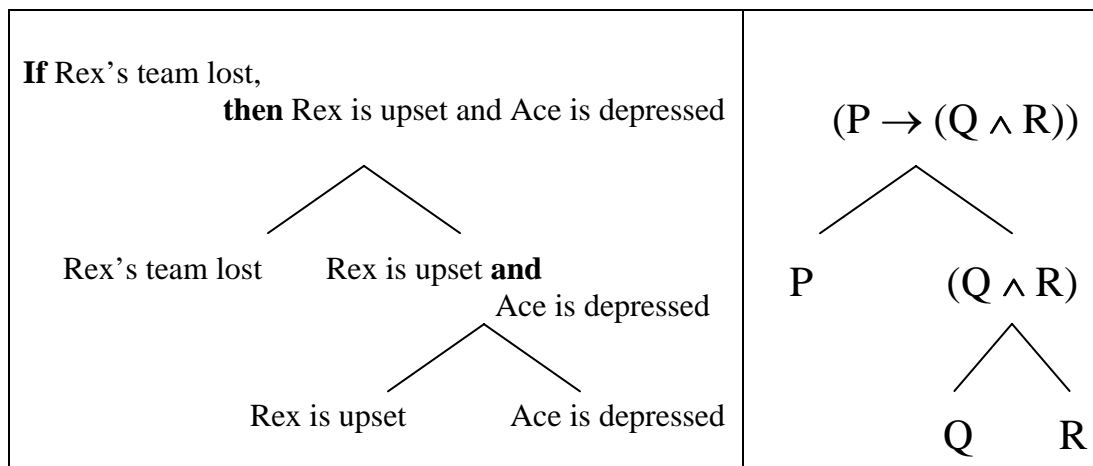 If Rex’s team lost,
then Rex is upset and Ace is depressed
Rex’s team lost
Rex is upset and
Ace is depressed
Rex is upset
Ace is depressed
(P → (Q ∧ R))
P
(Q ∧ R)
Q
R